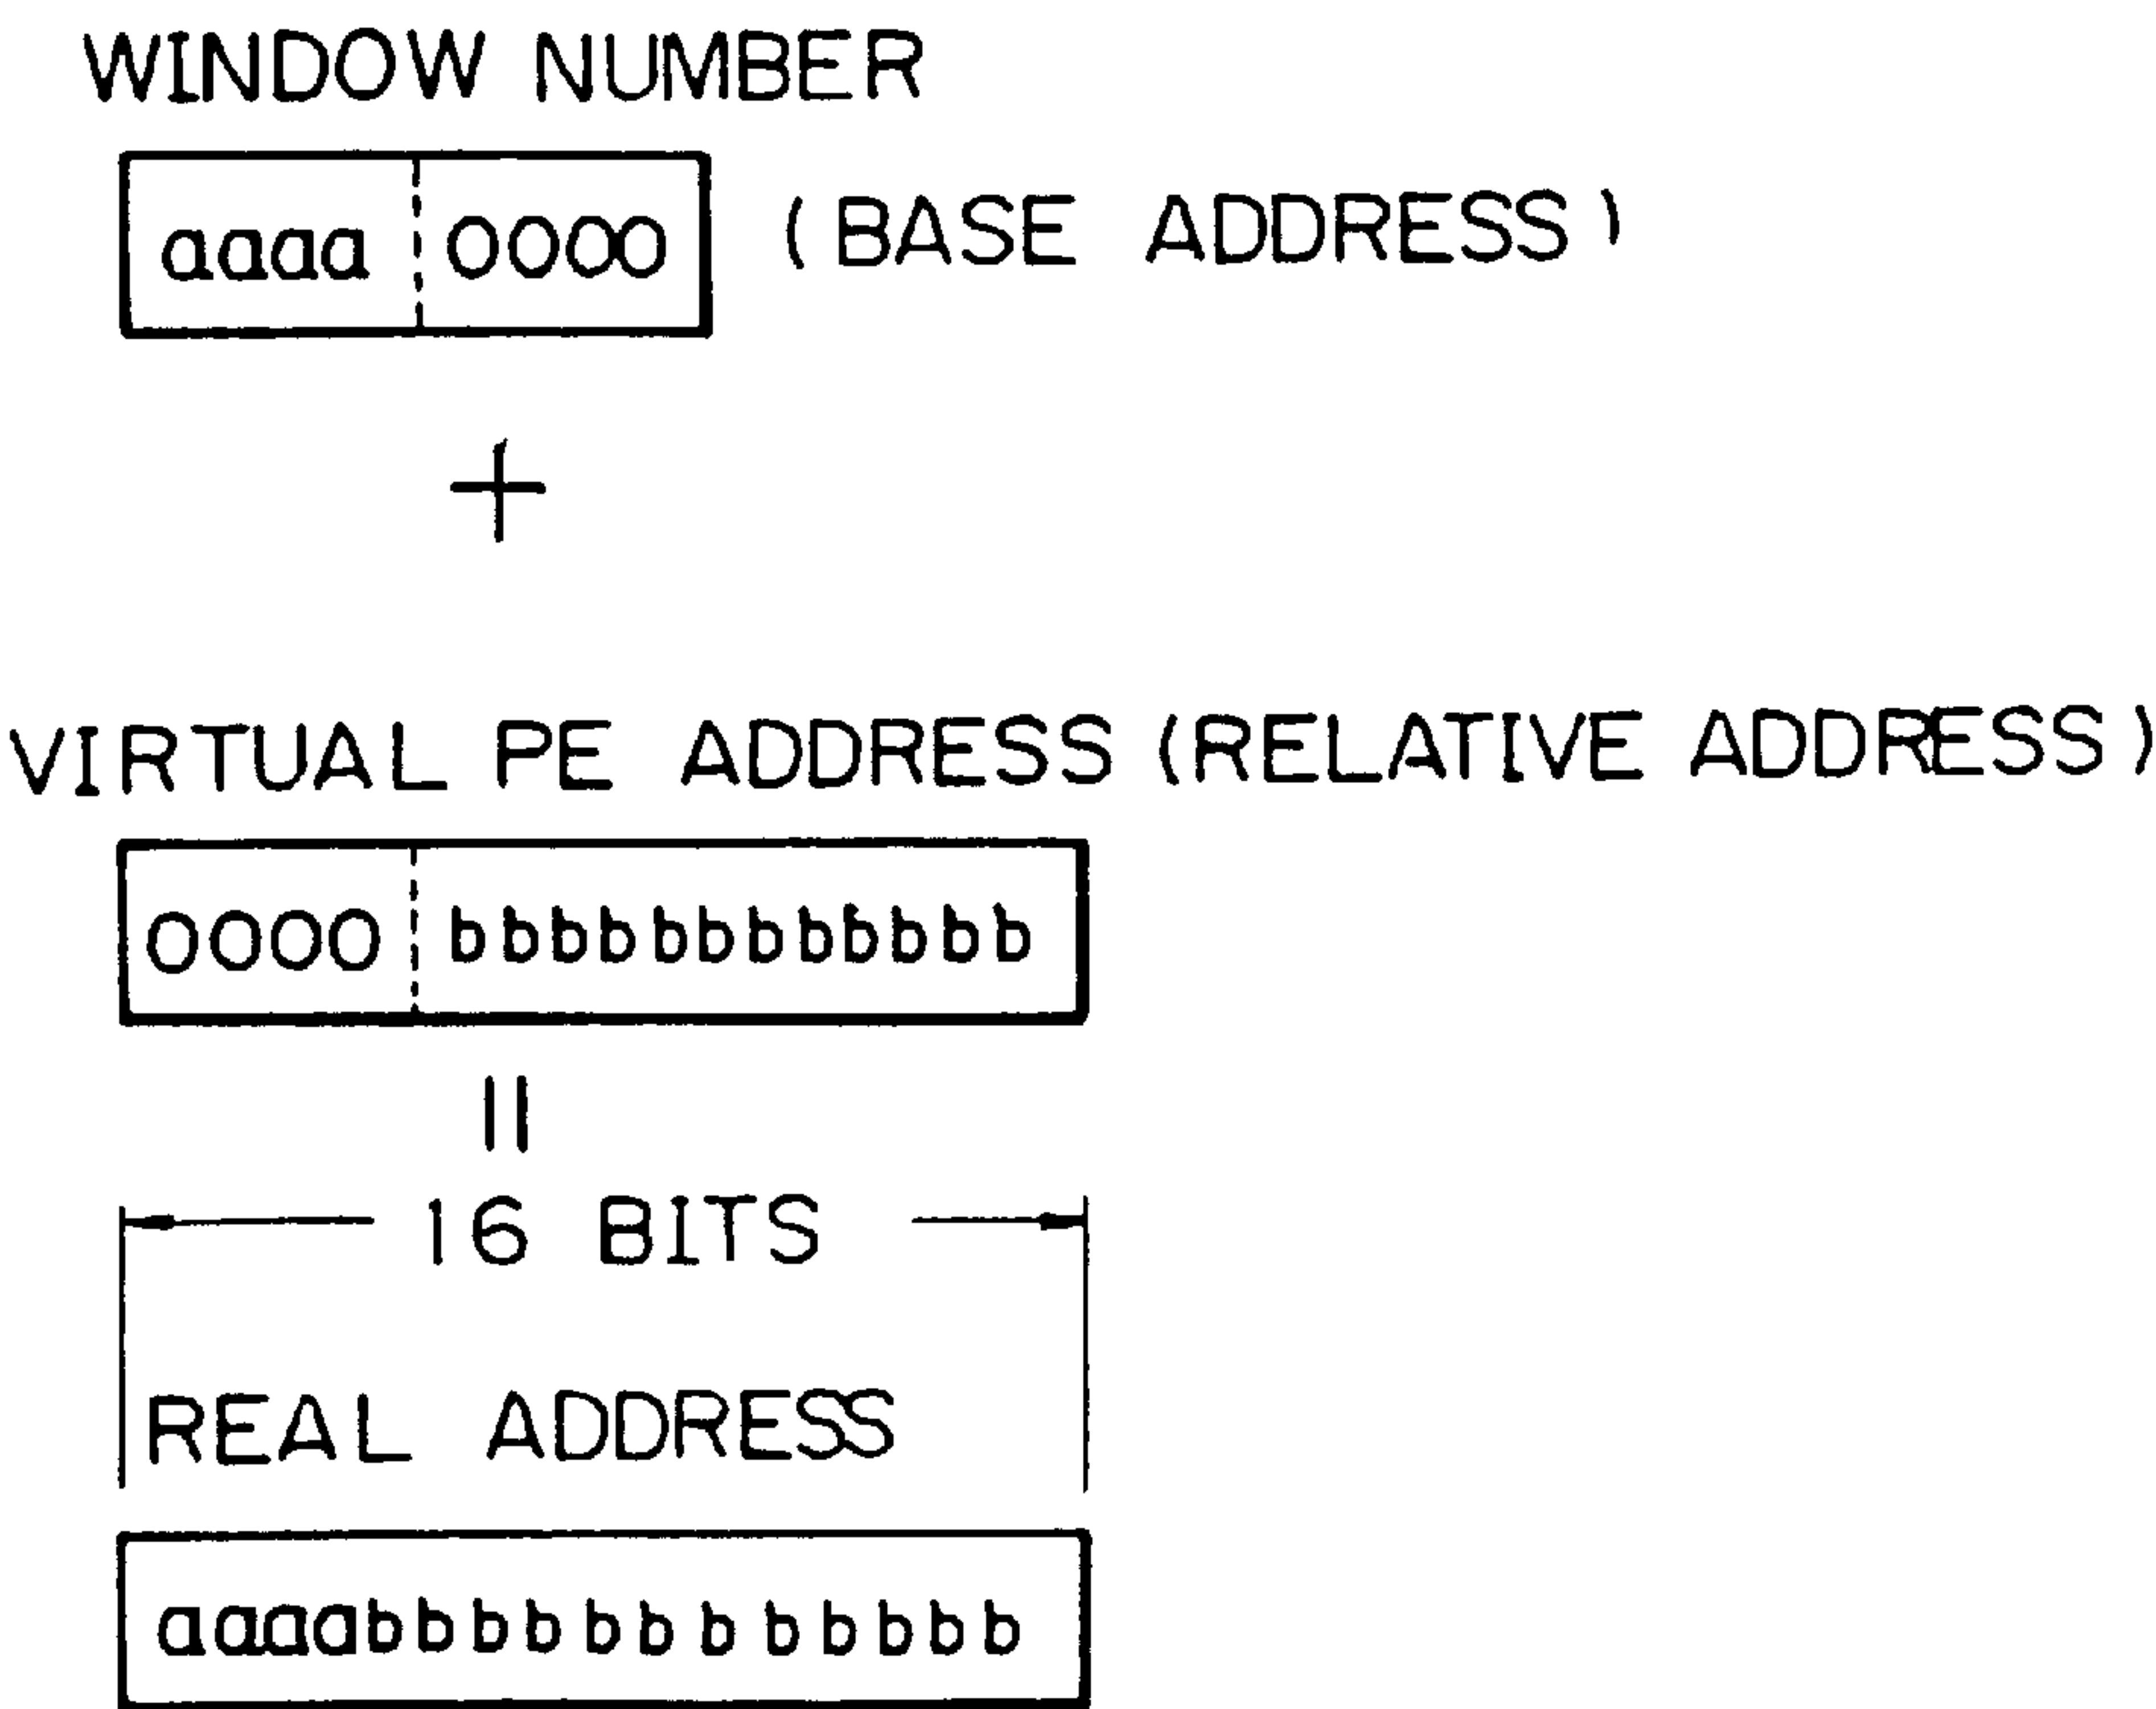 WINDOW NUMBER
aaaa 0000 (BASE ADDRESS)
+
VIRTUAL PE ADDRESS (RELATIVE ADDRESS)
0000 bbbbbbbbbbbb
=
16 BITS
REAL ADDRESS
aaaabbbbbbbbbbbb